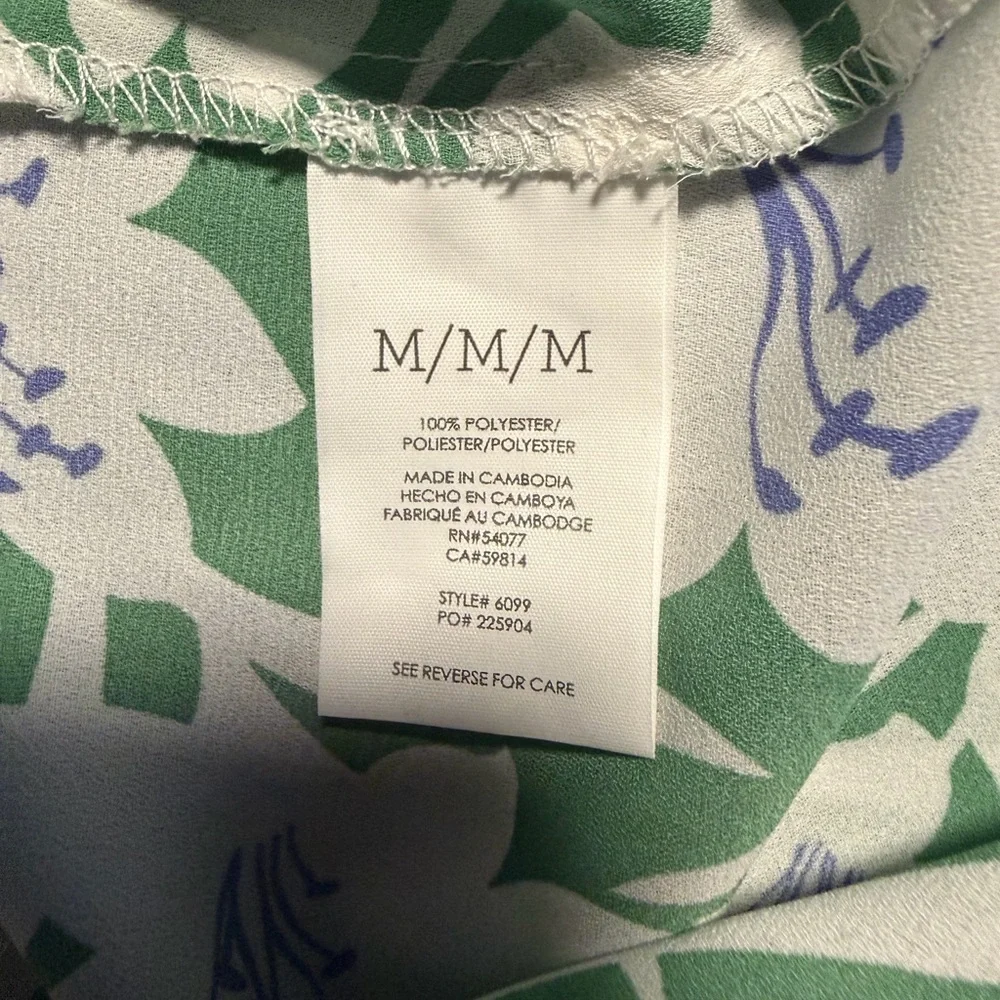 M/M/M
100% POLYESTER/
POLIESTER/POLYESTER
MADE IN CAMBODIA
HECHO EN CAMBOYA
FABRIQUÉ AU CAMBODGE
RN#54077
CA#59814
STYLE# 6099
PO# 225904
SEE REVERSE FOR CARE